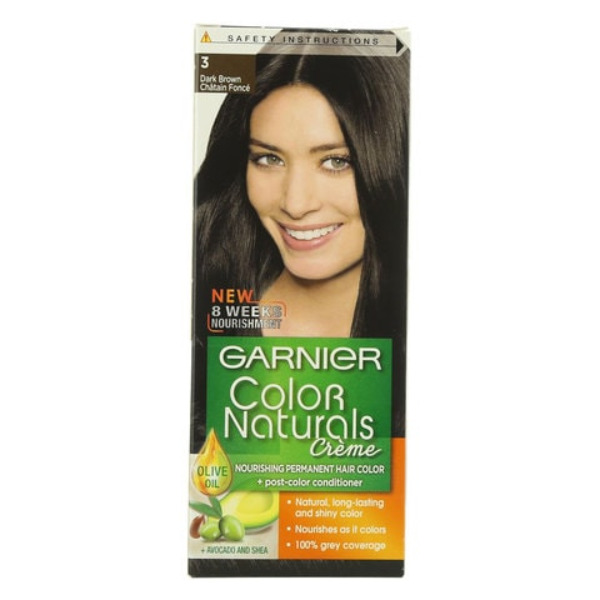 SAFETY INSTRUCTIONS
3
Dark Brown
Châtain Foncé
NEW
8 WEEKS
NOURISHMENT
GARNIER
Color
Naturals
Crème
NOURISHING PERMANENT HAIR COLOR
+ post-color conditioner
OLIVE
OIL
• Natural, long-lasting
and shiny color
• Nourishes as it colors
• 100% grey coverage
+ AVOCADO AND SHEA